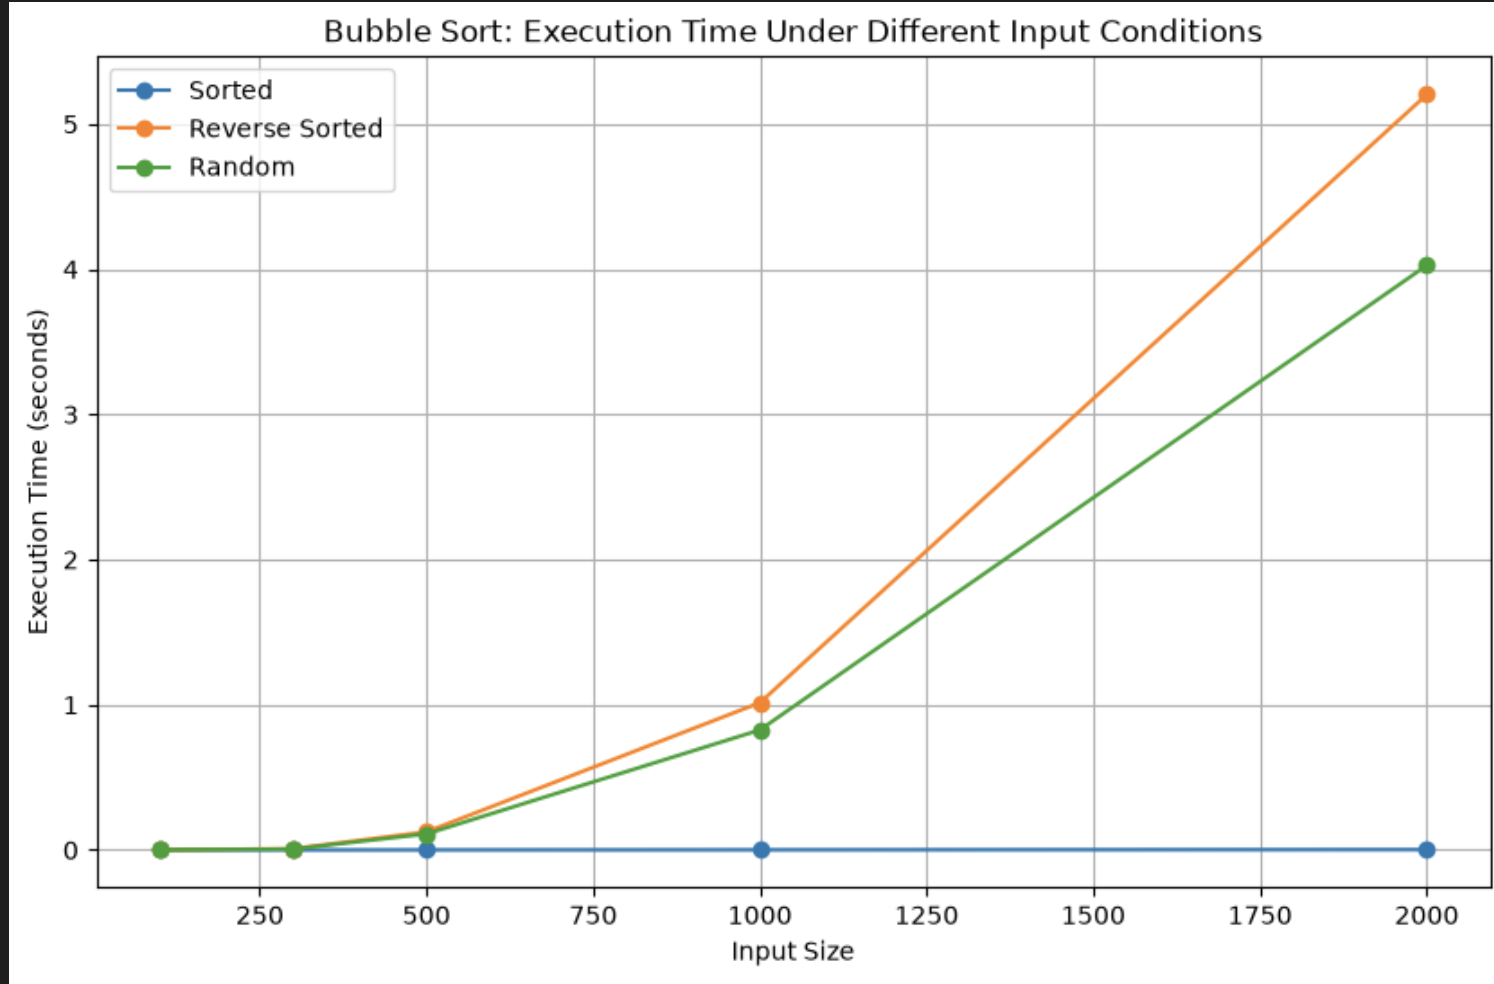 Bubble Sort: Execution Time Under Different Input Conditions
Sorted
Reverse Sorted
Random
Execution Time (seconds)
5
4
3
2
1
0
250 500 750 1000 1250 1500 1750 2000
Input Size